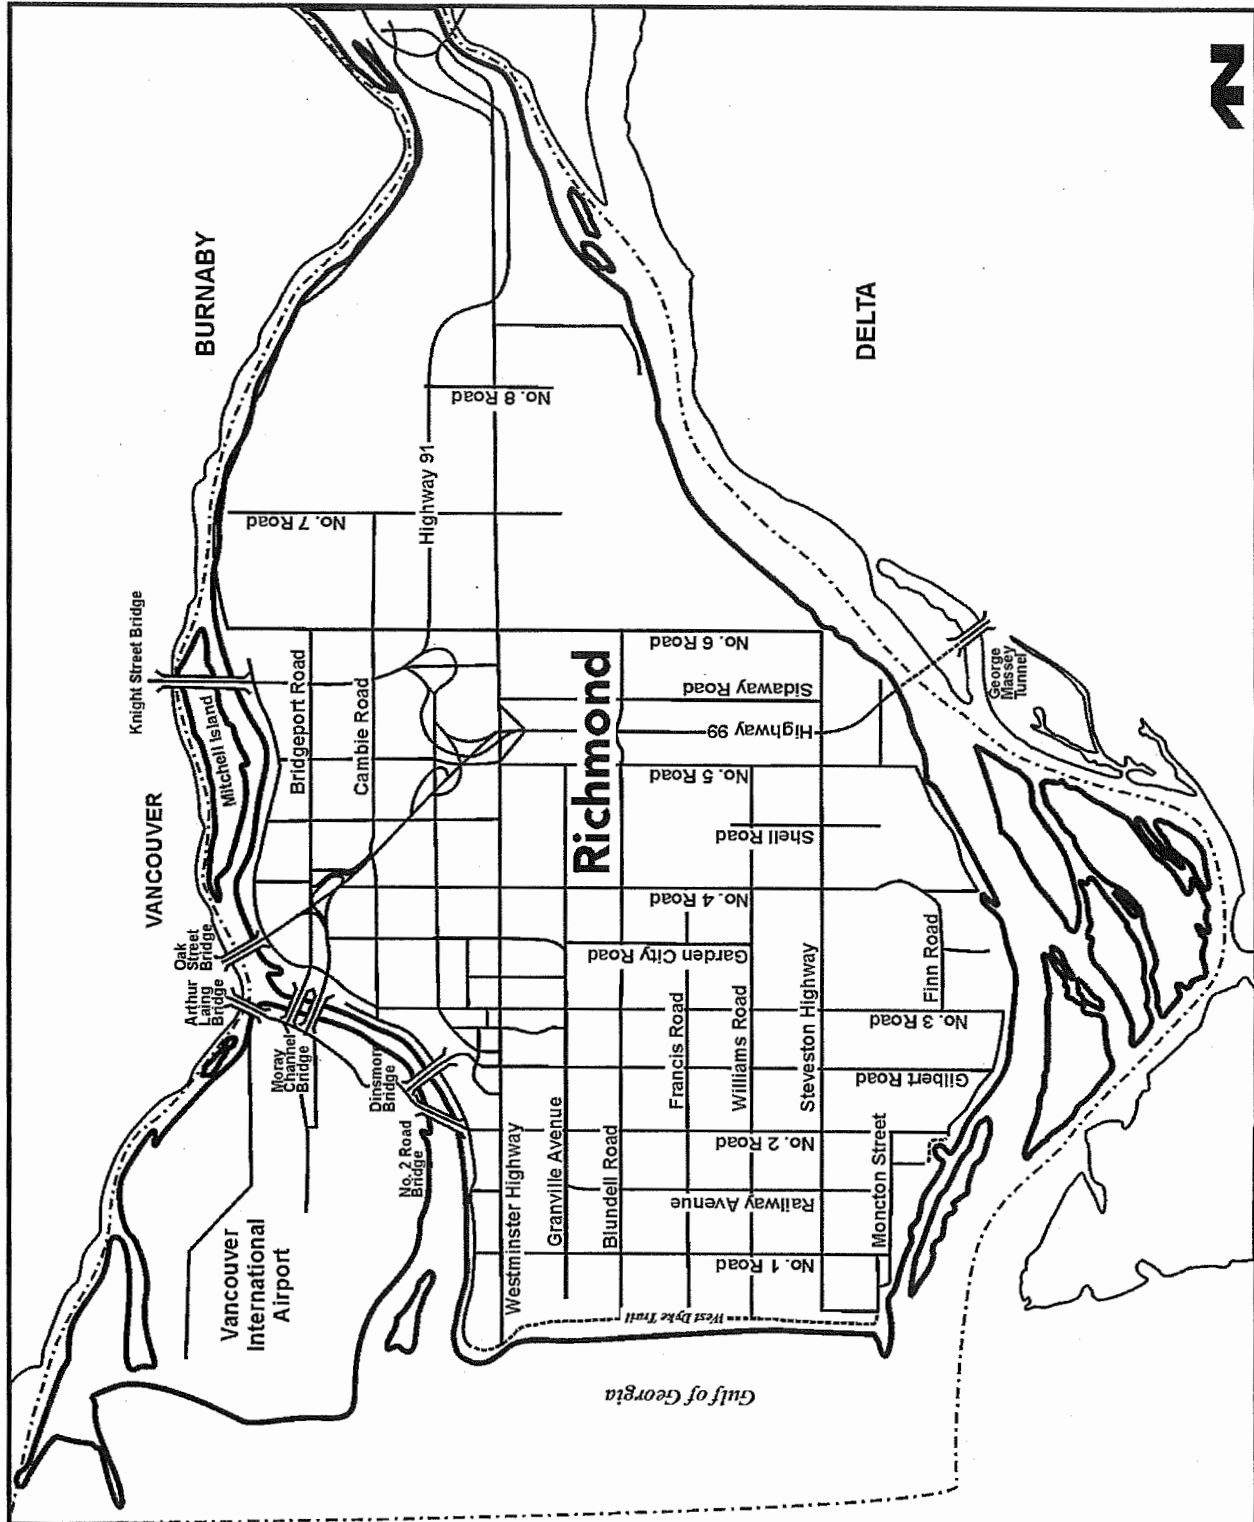 N
BURNABY
VANCOUVER
DELTA
Richmond
Knight Street Bridge
Mitchell Island
Oak
Street
Bridge
Arthur
Laing
Bridge
Moray
Channel
Bridge
Dinsmore
Bridge
No. 2 Road
Bridge
Vancouver
International
Airport
Bridgeport Road
Cambie Road
Highway 91
Westminster Highway
Granville Avenue
Blundell Road
Francis Road
Williams Road
Steveston Highway
Moncton Street
Finn Road
No. 8 Road
No. 7 Road
No. 6 Road
Sidaway Road
Highway 99
No. 5 Road
Shell Road
No. 4 Road
Garden City Road
No. 3 Road
Gilbert Road
No. 2 Road
Railway Avenue
No. 1 Road
West Dyke Trail
Gulf of Georgia
George
Massey
Tunnel